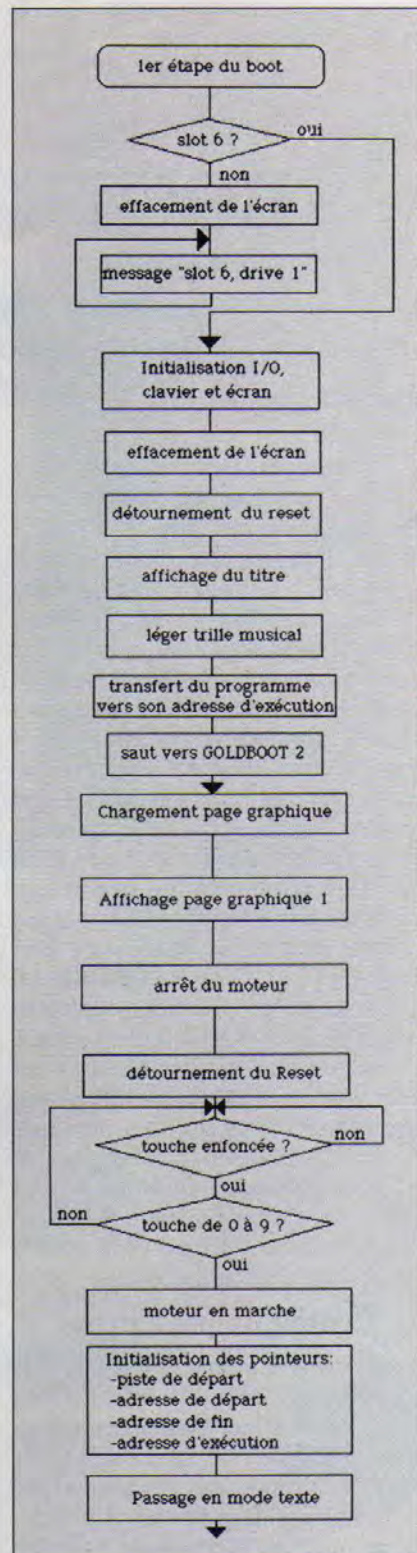 1er étape du boot
slot 6 ?
oui
non
effacement de l'écran
message "slot 6, drive 1"
Initialisation I/O,
clavier et écran
effacement de l'écran
détournement du reset
affichage du titre
léger trille musical
transfert du programme
vers son adresse d'exécution
saut vers GOLDBOOT 2
Chargement page graphique
Affichage page graphique 1
arrêt du moteur
détournement du Reset
touche enfoncée ?
non
oui
non
touche de 0 à 9 ?
oui
moteur en marche
Initialisation des pointeurs:
-piste de départ
-adresse de départ
-adresse de fin
-adresse d'exécution
Passage en mode texte